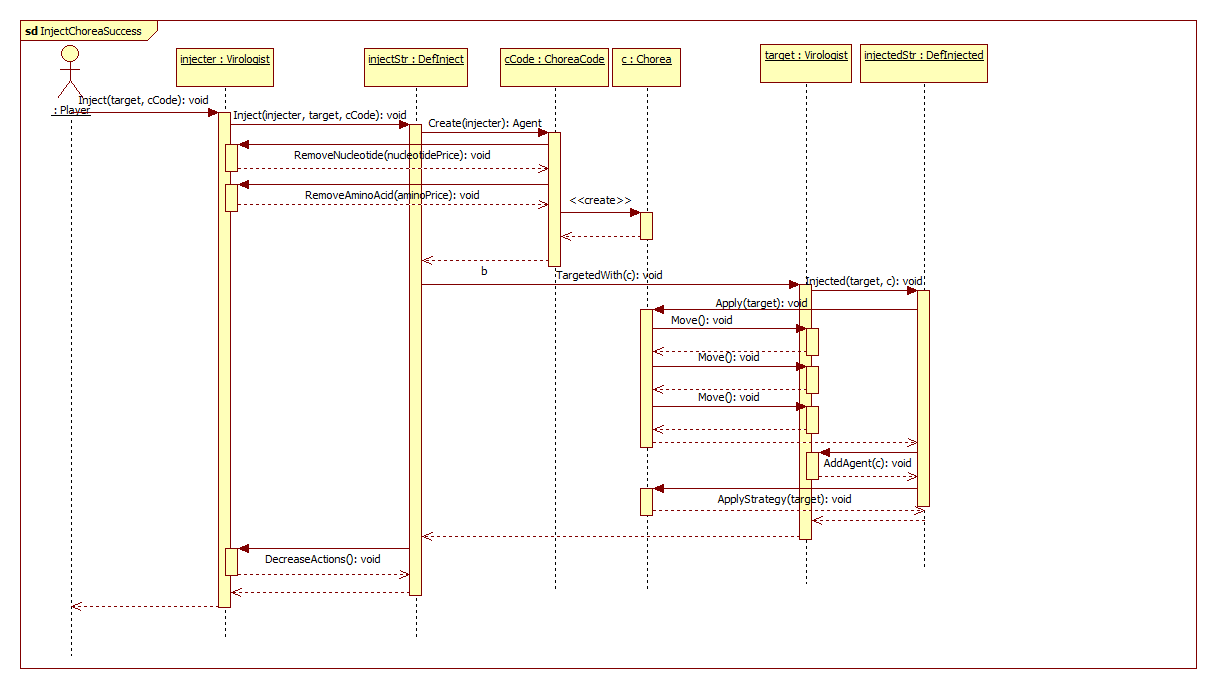 sd InjectChoreaSuccess
injecter : Virologist
injectStr : DefInject
cCode : ChoreaCode
c : Chorea
target : Virologist
injectedStr : DefInjected
: Player
Inject(target, cCode): void
Inject(injecter, target, cCode): void
Create(injecter): Agent
RemoveNucleotide(nucleotidePrice): void
RemoveAminoAcid(aminoPrice): void
<<create>>
b
TargetedWith(c): void
Injected(target, c): void
Apply(target): void
Move(): void
Move(): void
Move(): void
AddAgent(c): void
ApplyStrategy(target): void
DecreaseActions(): void